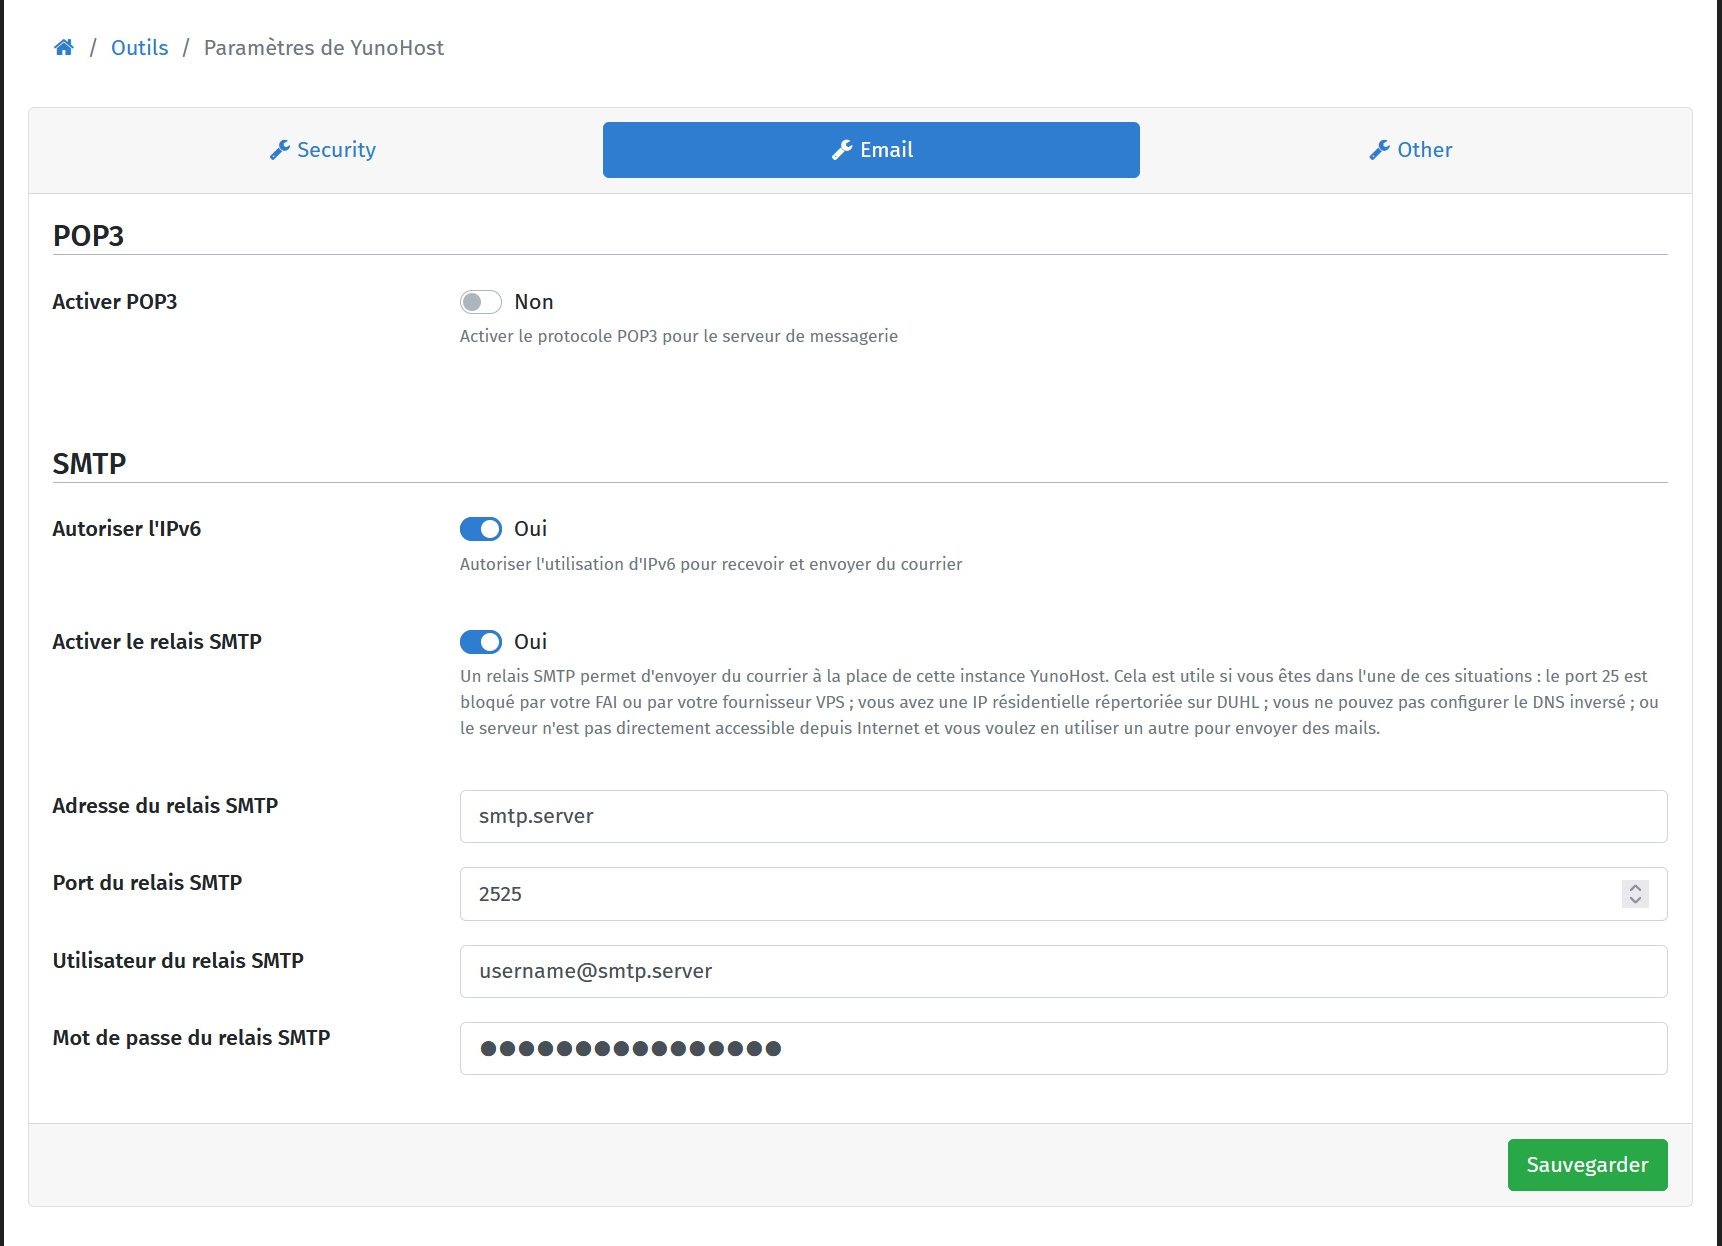 / Outils / Paramètres de YunoHost
Security
Email
Other
POP3
Activer POP3
Non
Activer le protocole POP3 pour le serveur de messagerie
SMTP
Autoriser l'IPv6
Oui
Autoriser l'utilisation d'IPv6 pour recevoir et envoyer du courrier
Activer le relais SMTP
Oui
Un relais SMTP permet d'envoyer du courrier à la place de cette instance YunoHost. Cela est utile si vous êtes dans l'une de ces situations : le port 25 est
bloqué par votre FAI ou par votre fournisseur VPS ; vous avez une IP résidentielle répertoriée sur DUHL ; vous ne pouvez pas configurer le DNS inversé ; ou
le serveur n'est pas directement accessible depuis Internet et vous voulez en utiliser un autre pour envoyer des mails.
Adresse du relais SMTP
smtp.server
Port du relais SMTP
2525
Utilisateur du relais SMTP
username@smtp.server
Mot de passe du relais SMTP
●●●●●●●●●●●●●●●●
Sauvegarder